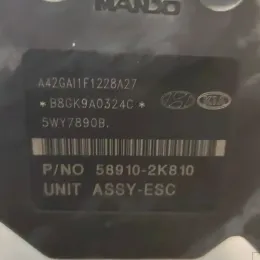 MANDO
A42GAI1F1228A27
*B8GK9A0324C*
5WY7890B.
P/NO 58910-2K810
UNIT ASSY-ESC